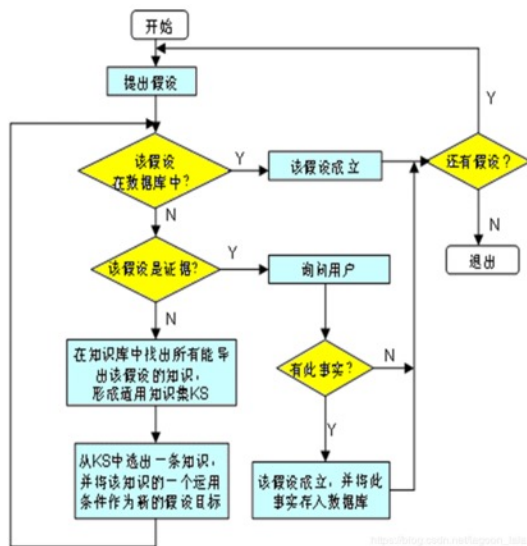 开始
提出假设
该假设
在数据库中?
Y
该假设成立
还有假设?
Y
N
N
退出
该假设是证据?
Y
询问用户
N
有此事实?
N
在知识库中找出所有能导
出该假设的知识,
形成适用知识集KS
Y
从KS中选出一条知识,
并将该知识的一个运用
条件作为新的假设目标
该假设成立,并将此
事实存入数据库